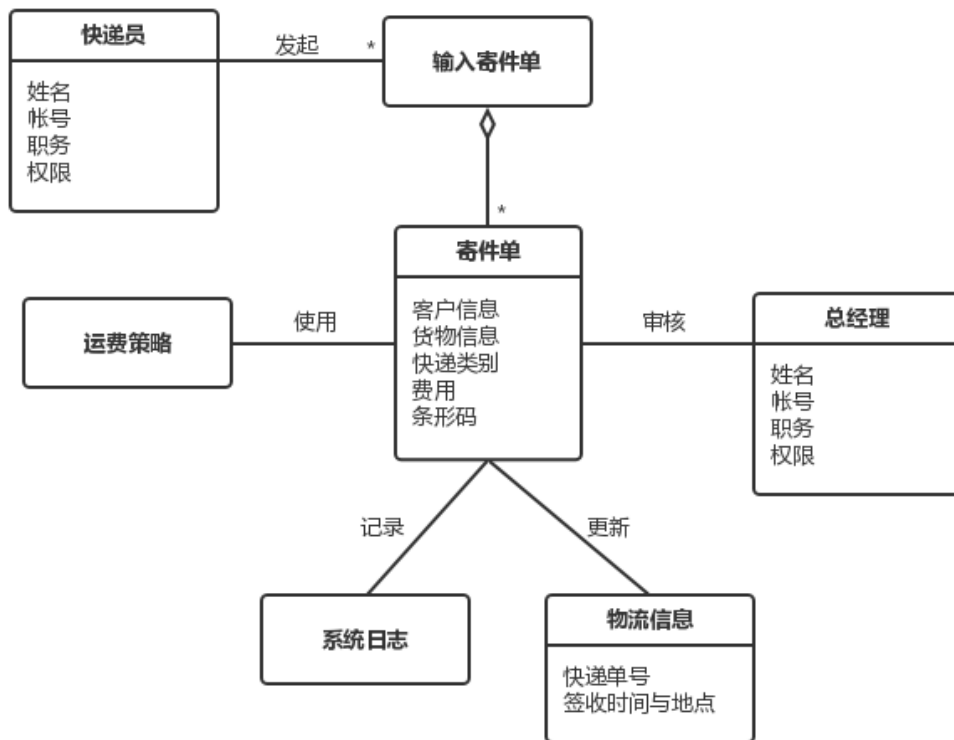 快递员
发起
*
输入寄件单
姓名
帐号
职务
权限
*
寄件单
客户信息
货物信息
快递类别
费用
条形码
运费策略
使用
审核
总经理
姓名
帐号
职务
权限
记录
更新
系统日志
物流信息
快递单号
签收时间与地点